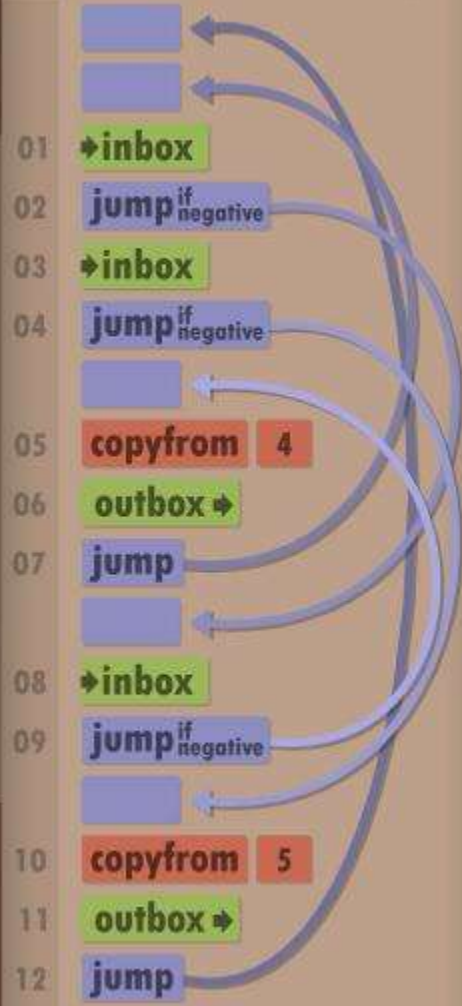 01 inbox
02 jump if negative
03 inbox
04 jump if negative
05 copyfrom 4
06 outbox
07 jump
08 inbox
09 jump if negative
10 copyfrom 5
11 outbox
12 jump